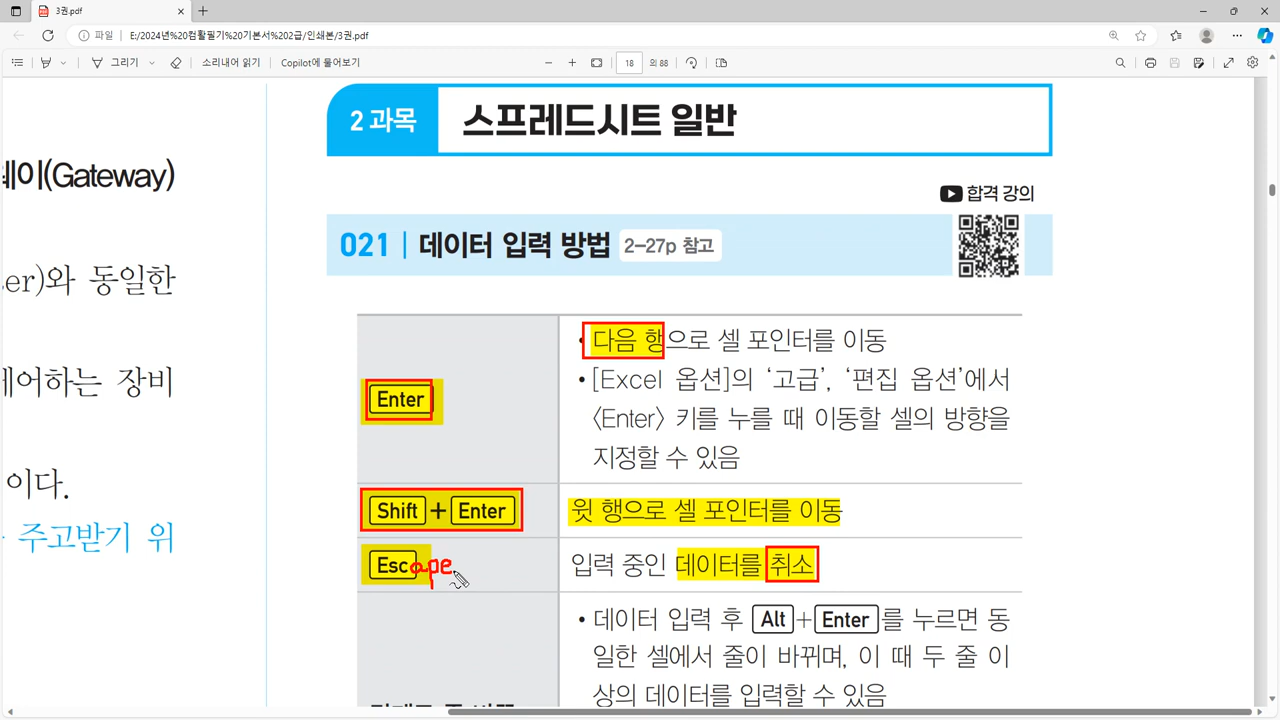 3권.pdf
파일
E:/2024년%20컴활필기%20기본서%202급/인쇄본/3권.pdf
그리기
소리내어 읽기
Copilot에 물어보기
18
의 88
2 과목
스프레드시트 일반
합격 강의
021
데이터 입력 방법
2-27p 참고
웨이(Gateway)
er)와 동일한
제어하는 장비
이다.
주고받기 위
Enter
• 다음 행으로 셀 포인터를 이동
• [Excel 옵션]의 ‘고급’, ‘편집 옵션’에서
〈Enter〉 키를 누를 때 이동할 셀의 방향을
지정할 수 있음
Shift + Enter
윗 행으로 셀 포인터를 이동
Escape
입력 중인 데이터를 취소
• 데이터 입력 후 Alt + Enter 를 누르면 동
일한 셀에서 줄이 바뀌며, 이 때 두 줄 이
상의 데이터를 입력할 수 있음